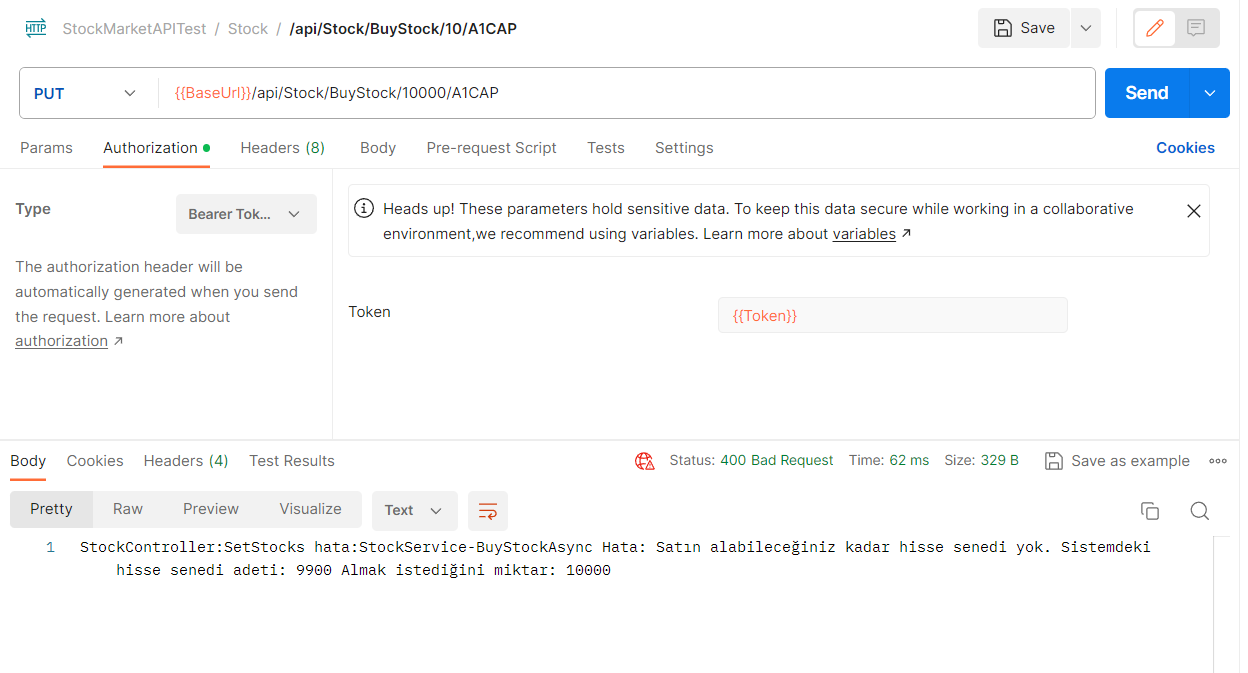 HTTP StockMarketAPITest / Stock / /api/Stock/BuyStock/10/A1CAP Save
PUT {{BaseUrl}}/api/Stock/BuyStock/10000/A1CAP Send
Params Authorization Headers (8) Body Pre-request Script Tests Settings Cookies
Type Bearer Tok...
The authorization header will be
automatically generated when you send
the request. Learn more about
authorization ↗
Heads up! These parameters hold sensitive data. To keep this data secure while working in a collaborative
environment,we recommend using variables. Learn more about variables ↗
Token {{Token}}
Body Cookies Headers (4) Test Results Status: 400 Bad Request Time: 62 ms Size: 329 B Save as example
Pretty Raw Preview Visualize Text
1 StockController:SetStocks hata:StockService-BuyStockAsync Hata: Satın alabileceğiniz kadar hisse senedi yok. Sistemdeki
hisse senedi adeti: 9900 Almak istediğini miktar: 10000